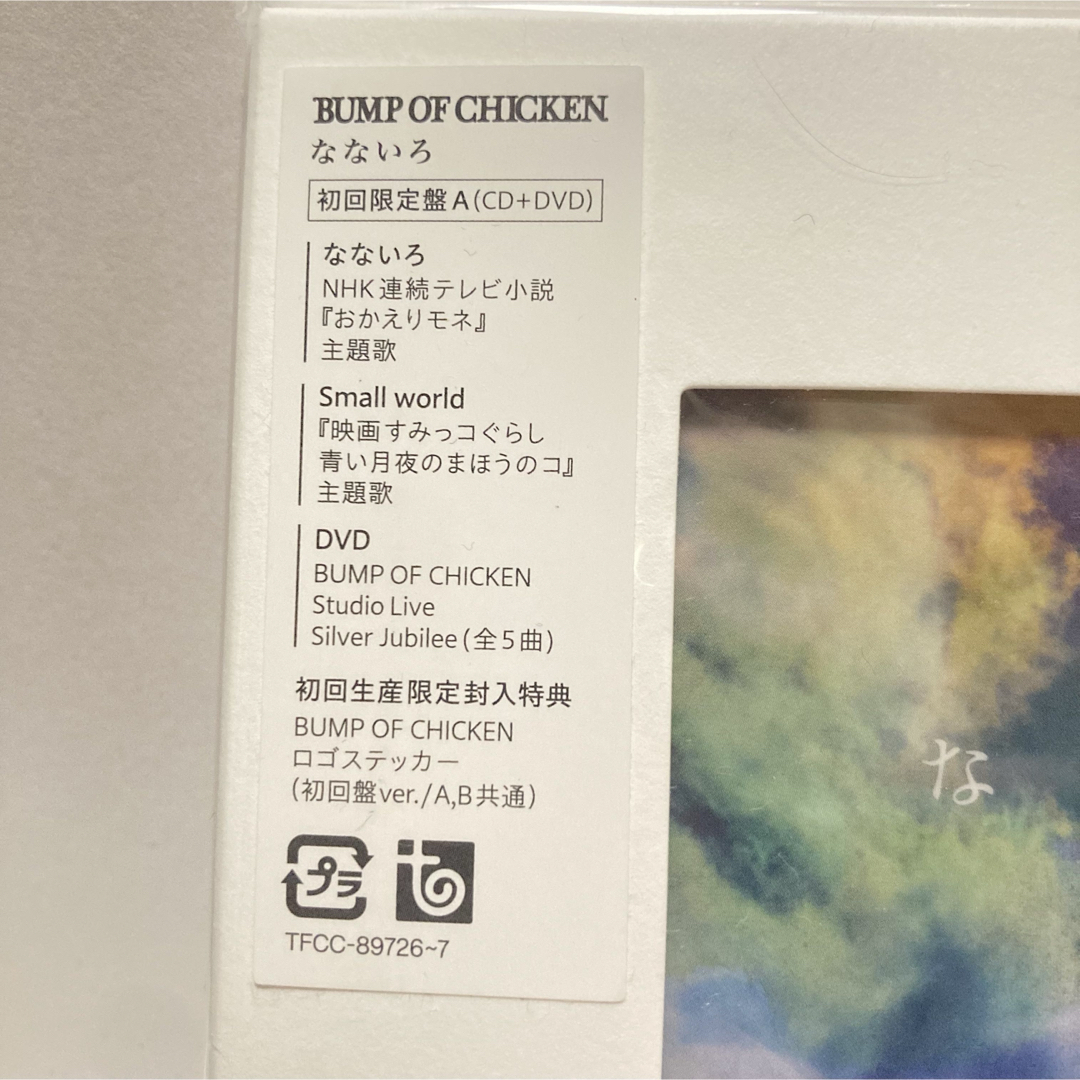 BUMP OF CHICKEN
なないろ
初回限定盤A(CD+DVD)
なないろ
NHK連続テレビ小説
『おかえりモネ』
主題歌
Small world
『映画すみっコぐらし
青い月夜のまほうのコ』
主題歌
DVD
BUMP OF CHICKEN
Studio Live
Silver Jubilee(全5曲)
初回生産限定封入特典
BUMP OF CHICKEN
ロゴステッカー
(初回盤ver./A,B共通)
プラ
TFCC-89726~7
な